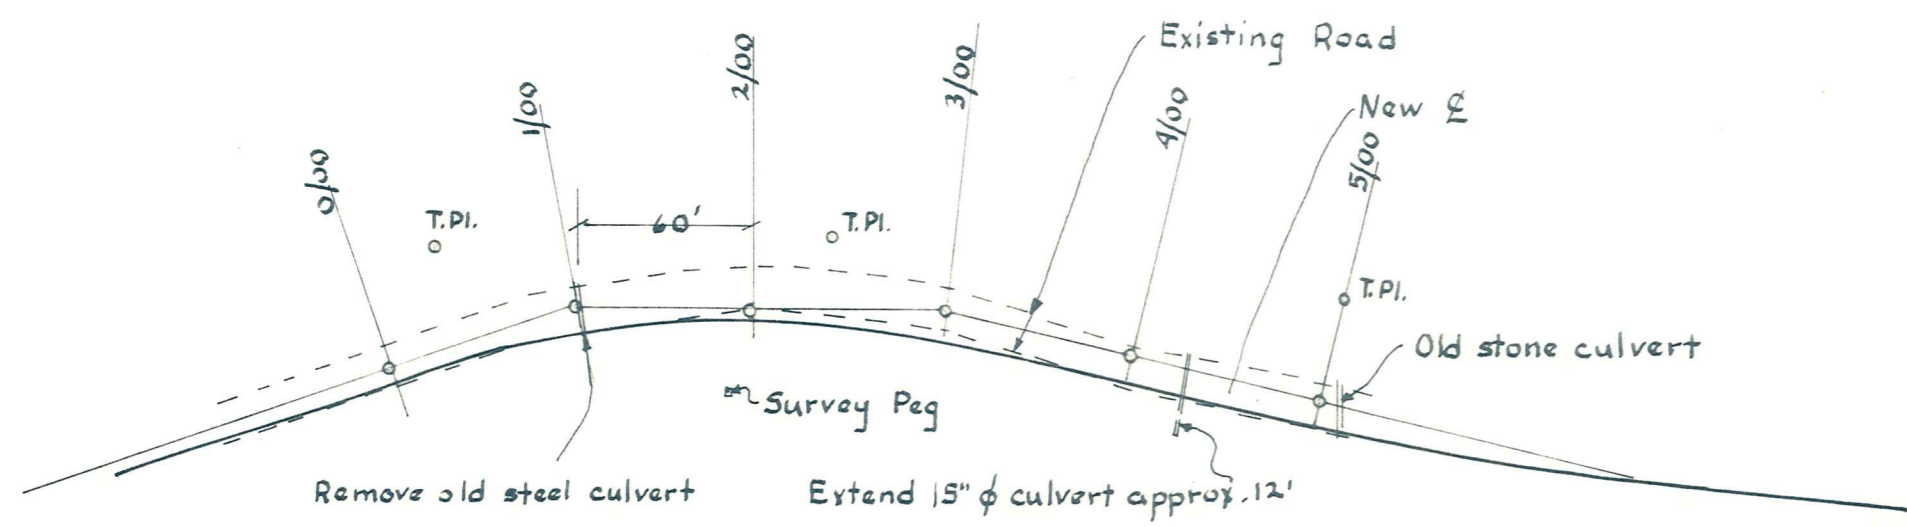 Existing Road
0/00
1/00
2/00
3/00
4/00
New ℄
5/00
T.Pl.
60'
T.Pl.
T.Pl.
Old stone culvert
Survey Peg
Remove old steel culvert
Extend 15" ϕ culvert approx. 12'